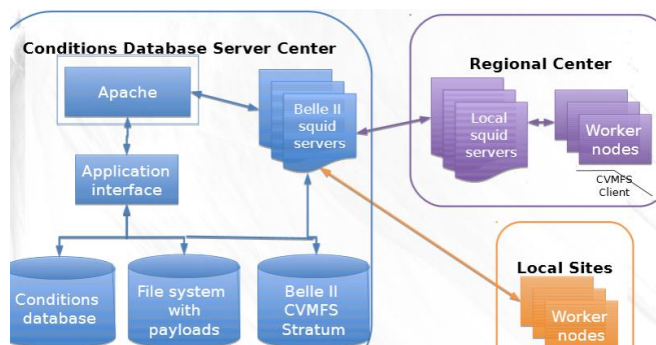 Conditions Database Server Center
Apache
Belle II
squid
servers
Application
interface
Conditions
database
File system
with
payloads
Belle II
CVMFS
Stratum
Regional Center
Local
squid
servers
Worker
nodes
CVMFS
Client
Local Sites
Worker
nodes